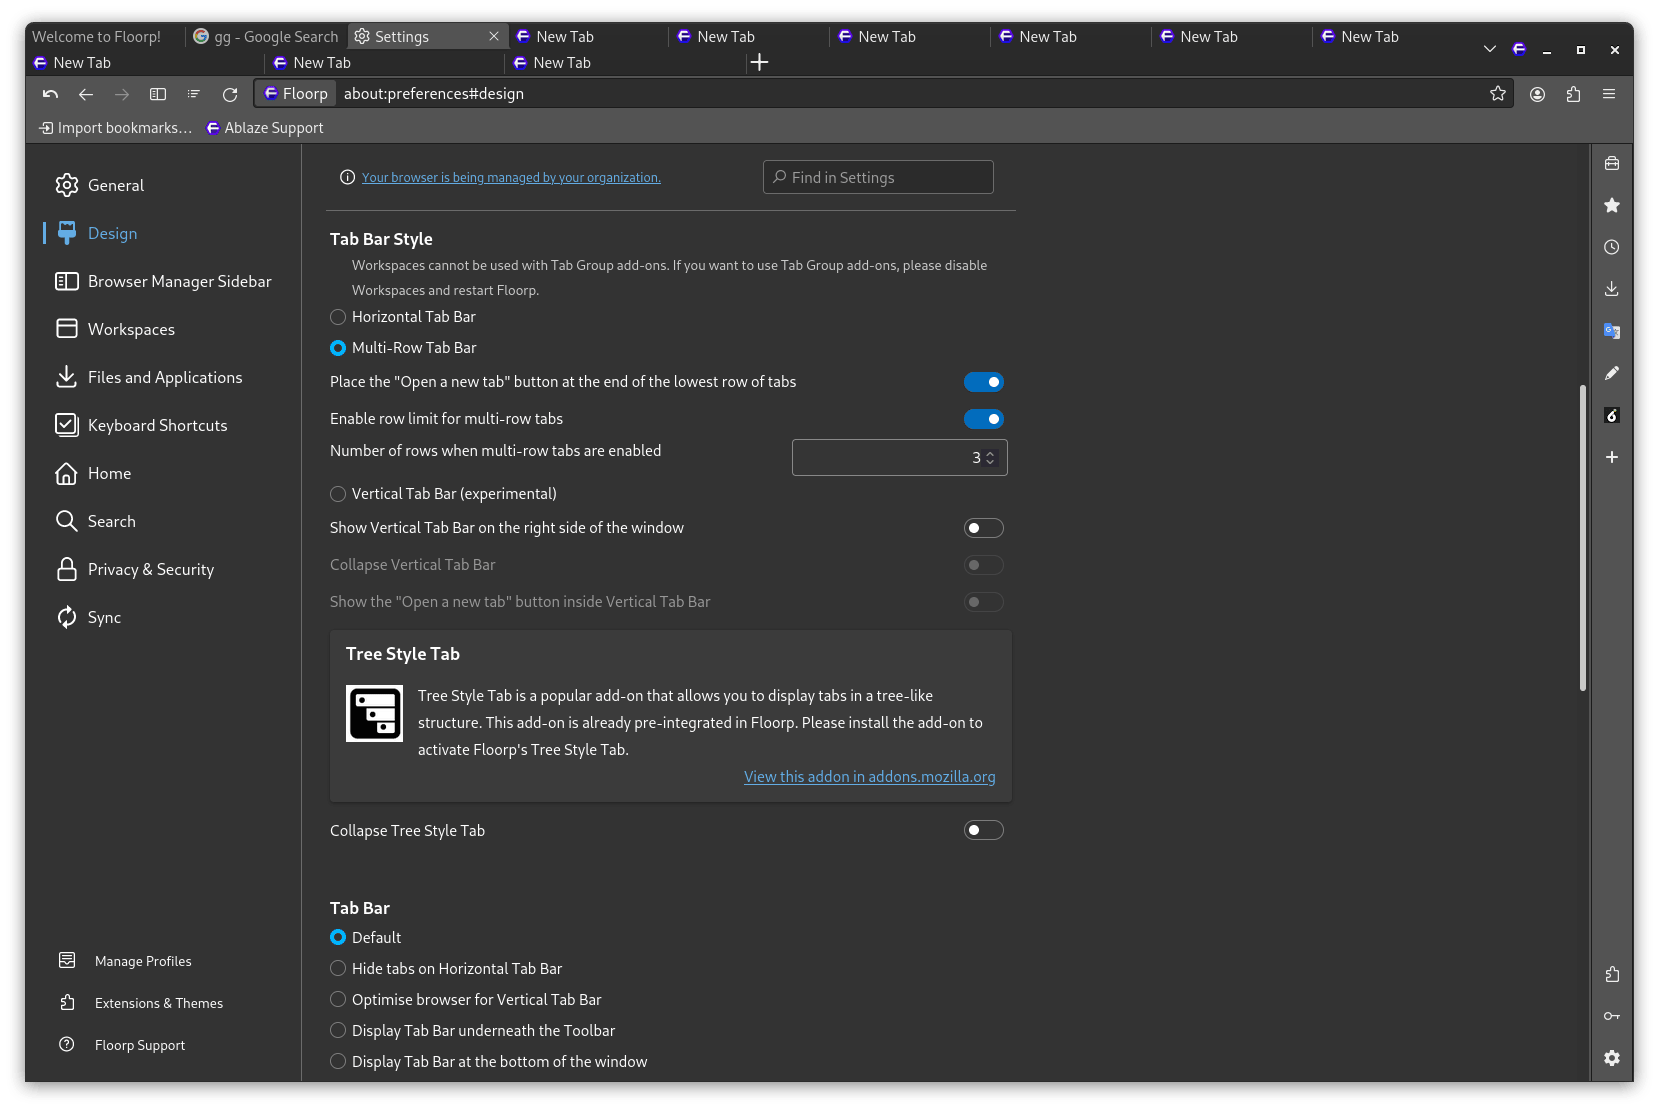 Welcome to Floorp!
gg - Google Search
Settings
New Tab
New Tab
New Tab
New Tab
New Tab
New Tab
New Tab
New Tab
New Tab
Floorp
about:preferences#design
Import bookmarks...
Ablaze Support
General
Design
Browser Manager Sidebar
Workspaces
Files and Applications
Keyboard Shortcuts
Home
Search
Privacy & Security
Sync
Manage Profiles
Extensions & Themes
Floorp Support
Your browser is being managed by your organization.
Find in Settings
Tab Bar Style
Workspaces cannot be used with Tab Group add-ons. If you want to use Tab Group add-ons, please disable
Workspaces and restart Floorp.
Horizontal Tab Bar
Multi-Row Tab Bar
Place the "Open a new tab" button at the end of the lowest row of tabs
Enable row limit for multi-row tabs
Number of rows when multi-row tabs are enabled
3
Vertical Tab Bar (experimental)
Show Vertical Tab Bar on the right side of the window
Collapse Vertical Tab Bar
Show the "Open a new tab" button inside Vertical Tab Bar
Tree Style Tab
Tree Style Tab is a popular add-on that allows you to display tabs in a tree-like
structure. This add-on is already pre-integrated in Floorp. Please install the add-on to
activate Floorp's Tree Style Tab.
View this addon in addons.mozilla.org
Collapse Tree Style Tab
Tab Bar
Default
Hide tabs on Horizontal Tab Bar
Optimise browser for Vertical Tab Bar
Display Tab Bar underneath the Toolbar
Display Tab Bar at the bottom of the window